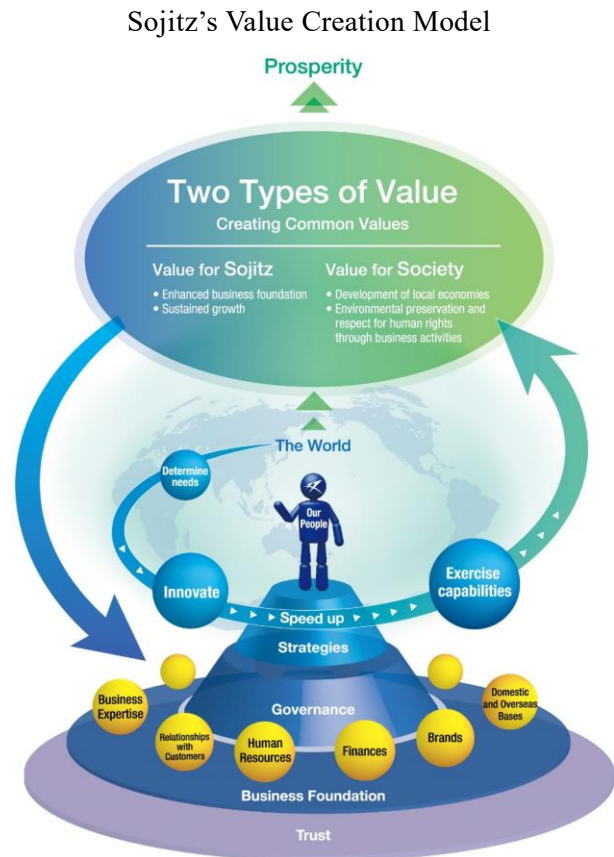 Sojitz's Value Creation Model
Prosperity
Two Types of Value
Creating Common Values
Value for Sojitz
• Enhanced business foundation
• Sustained growth
Value for Society
• Development of local economies
• Environmental preservation and
respect for human rights
through business activities
The World
Determine
needs
Our
People
Innovate
Speed up
Exercise
capabilities
Strategies
Governance
Business
Expertise
Relationships
with
Customers
Human
Resources
Finances
Brands
Domestic
and Overseas
Bases
Business Foundation
Trust